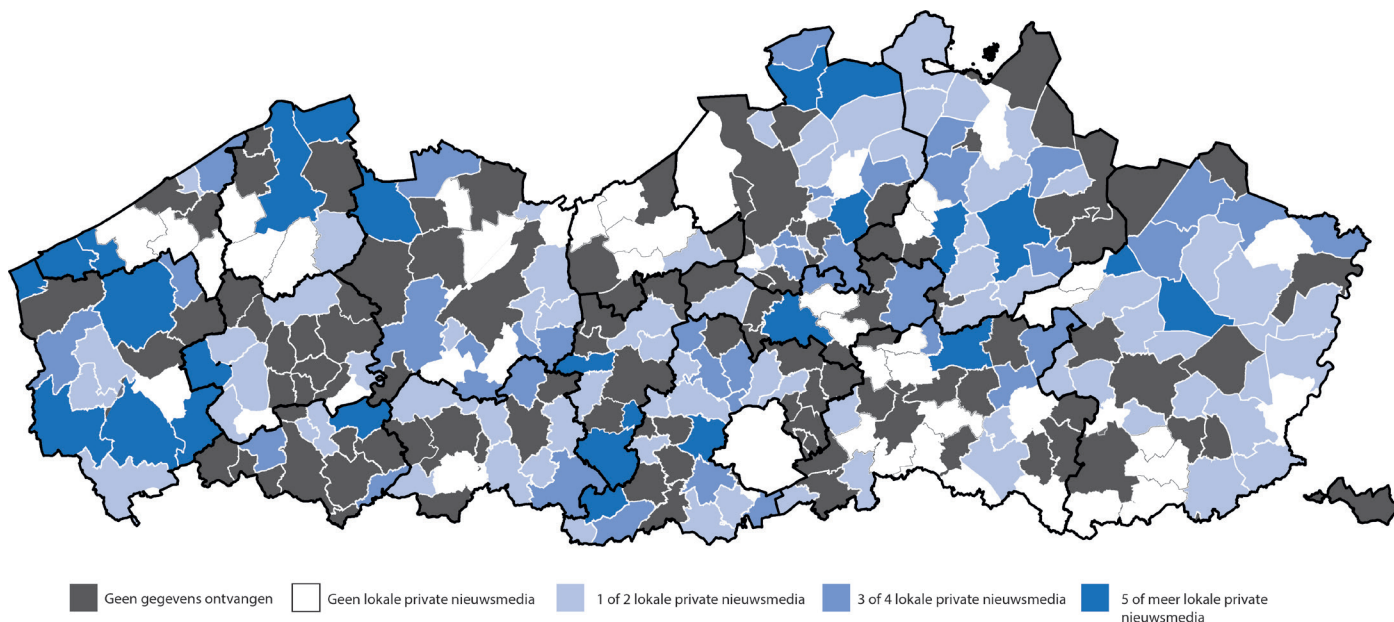 Geen gegevens ontvangen
Geen lokale private nieuwsmedia
1 of 2 lokale private nieuwsmedia
3 of 4 lokale private nieuwsmedia
5 of meer lokale private
nieuwsmedia